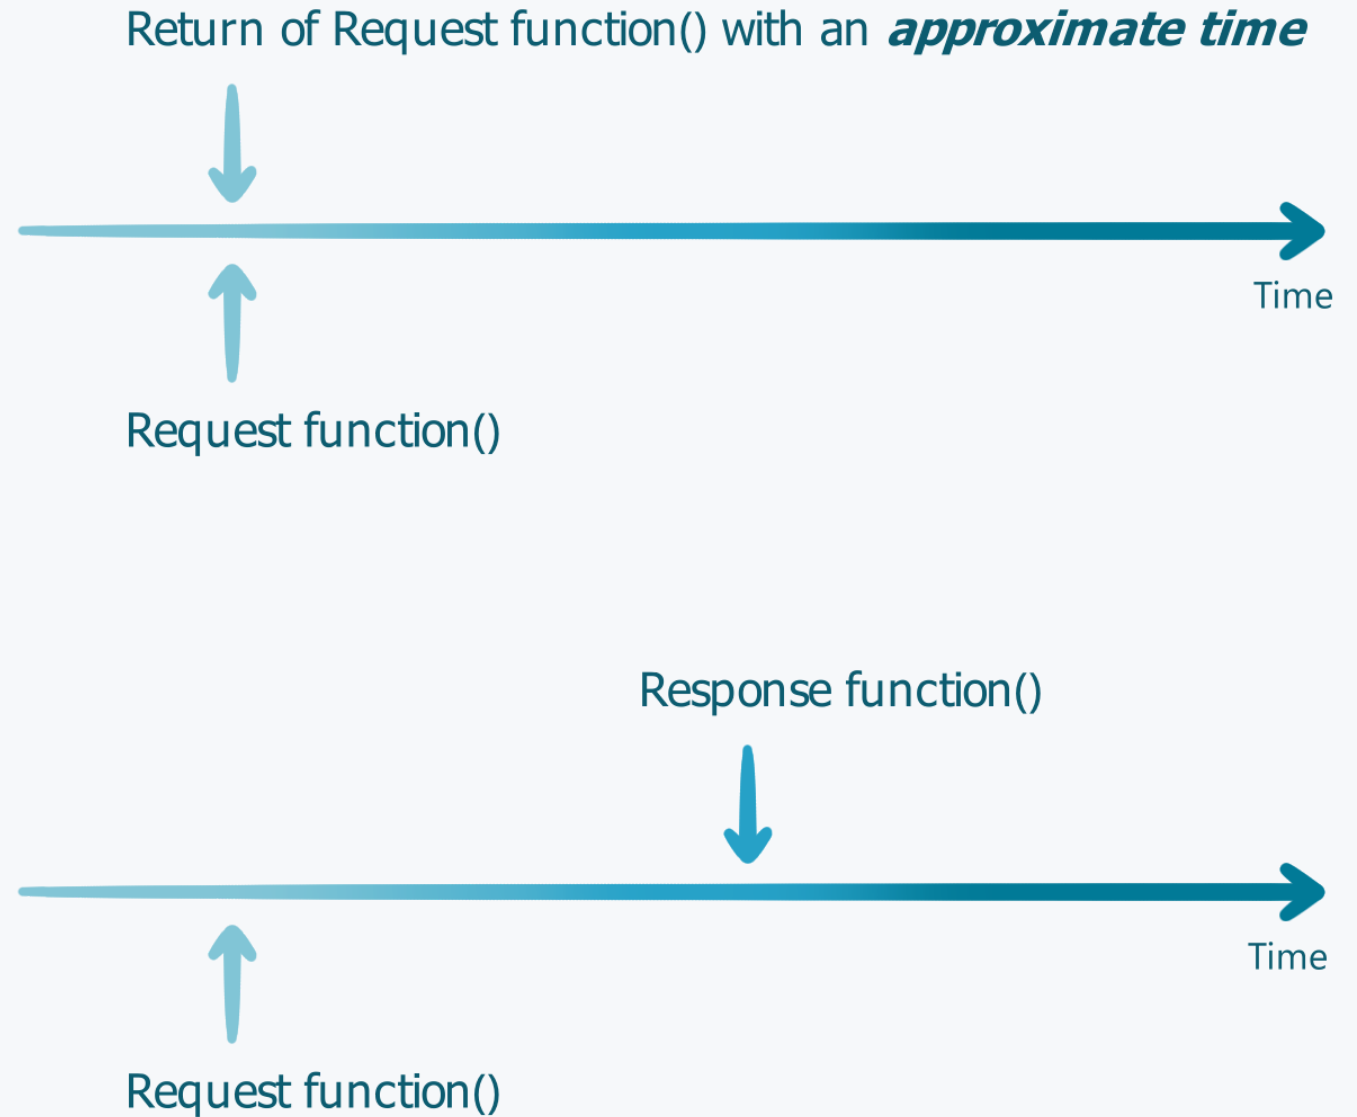 Return of Request function() with an approximate time
Time
Request function()
Response function()
Time
Request function()